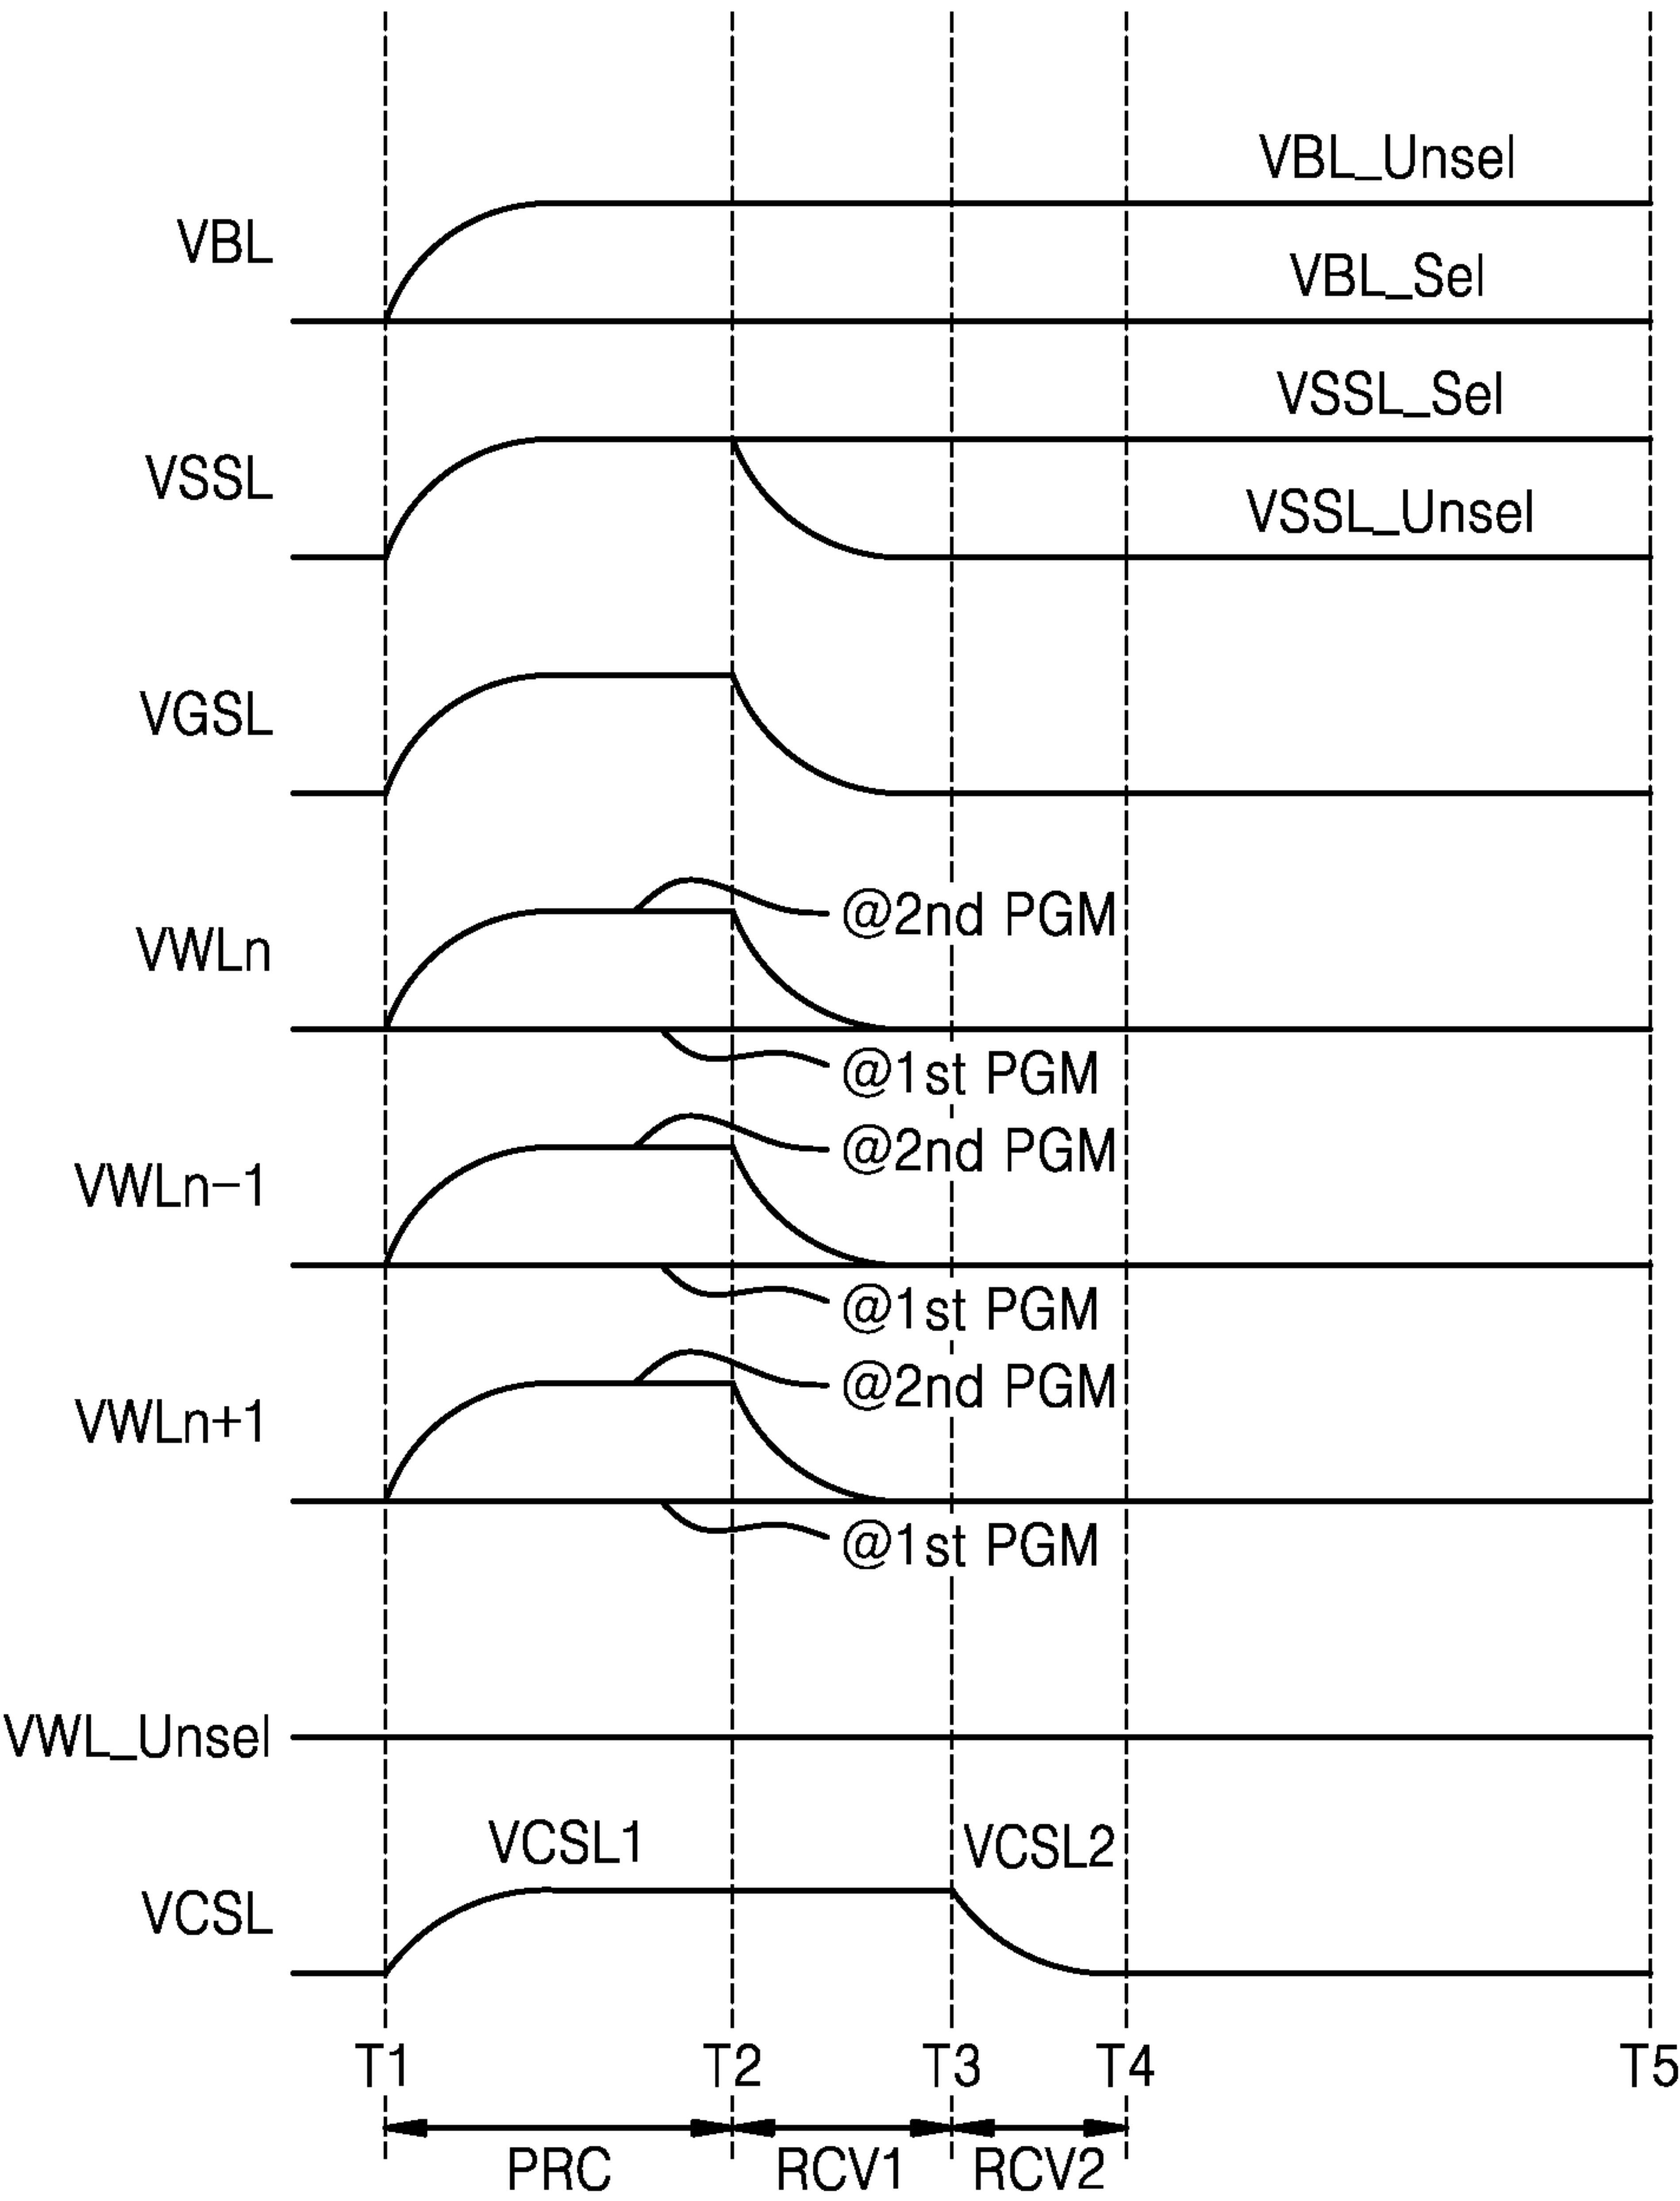 VBL_Unsel
VBL
VBL_Sel
VSSL_Sel
VSSL
VSSL_Unsel
VGSL
@2nd PGM
VWLn
@1st PGM
@2nd PGM
VWLn-1
@1st PGM
@2nd PGM
VWLn+1
@1st PGM
VWL_Unsel
VCSL1
VCSL2
VCSL
T1 T2 T3 T4 T5
PRC RCV1 RCV2